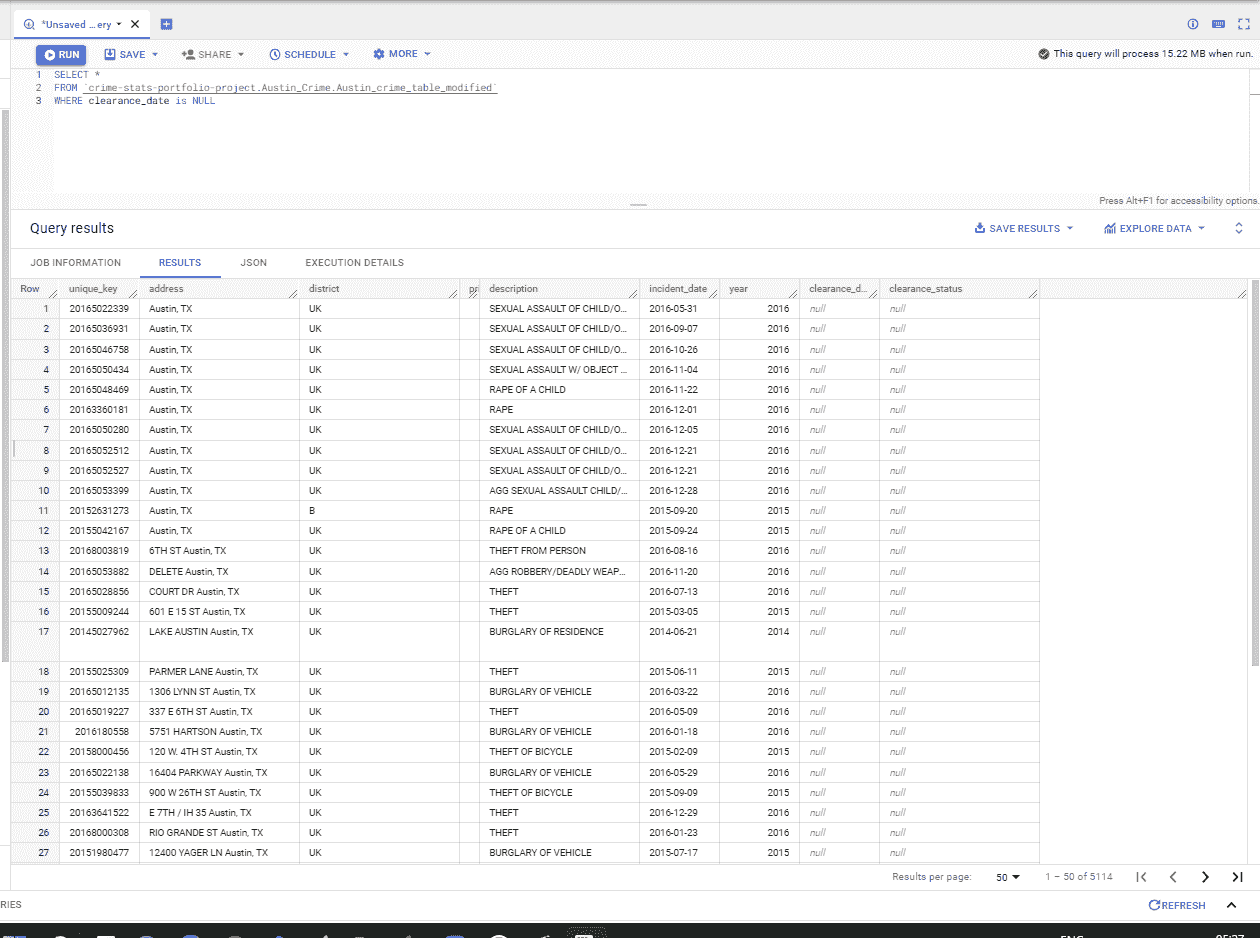 *Unsaved ...ery
RUN SAVE SHARE SCHEDULE MORE This query will process 15.22 MB when run.
1 SELECT *
2 FROM `crime-stats-portfolio-project.Austin_Crime.Austin_crime_table_modified`
3 WHERE clearance_date is NULL
Press Alt+F1 for accessibility options.
Query results SAVE RESULTS EXPLORE DATA
JOB INFORMATION RESULTS JSON EXECUTION DETAILS
Row unique_key address district description incident_date year clearance_d... clearance_status
1 20165022339 Austin, TX UK SEXUAL ASSAULT OF CHILD/O... 2016-05-31 2016 null null
2 20165036931 Austin, TX UK SEXUAL ASSAULT OF CHILD/O... 2016-09-07 2016 null null
3 20165046758 Austin, TX UK SEXUAL ASSAULT OF CHILD/O... 2016-10-26 2016 null null
4 20165050434 Austin, TX UK SEXUAL ASSAULT W/ OBJECT ... 2016-11-04 2016 null null
5 20165048469 Austin, TX UK RAPE OF A CHILD 2016-11-22 2016 null null
6 20163360181 Austin, TX UK RAPE 2016-12-01 2016 null null
7 20165050280 Austin, TX UK SEXUAL ASSAULT OF CHILD/O... 2016-12-05 2016 null null
8 20165052512 Austin, TX UK SEXUAL ASSAULT OF CHILD/O... 2016-12-21 2016 null null
9 20165052527 Austin, TX UK SEXUAL ASSAULT OF CHILD/O... 2016-12-21 2016 null null
10 20165053399 Austin, TX UK AGG SEXUAL ASSAULT CHILD/... 2016-12-28 2016 null null
11 20152631273 Austin, TX B RAPE 2015-09-20 2015 null null
12 20155042167 Austin, TX UK RAPE OF A CHILD 2015-09-24 2015 null null
13 20168003819 6TH ST Austin, TX UK THEFT FROM PERSON 2016-08-16 2016 null null
14 20165053882 DELETE Austin, TX UK AGG ROBBERY/DEADLY WEAP... 2016-11-20 2016 null null
15 20165028856 COURT DR Austin, TX UK THEFT 2016-07-13 2016 null null
16 20155009244 601 E 15 ST Austin, TX UK THEFT 2015-03-05 2015 null null
17 20145027962 LAKE AUSTIN Austin, TX UK BURGLARY OF RESIDENCE 2014-06-21 2014 null null
18 20155025309 PARMER LANE Austin, TX UK THEFT 2015-06-11 2015 null null
19 20165012135 1306 LYNN ST Austin, TX UK BURGLARY OF VEHICLE 2016-03-22 2016 null null
20 20165019227 337 E 6TH ST Austin, TX UK THEFT 2016-05-09 2016 null null
21 2016180558 5751 HARTSON Austin, TX UK BURGLARY OF VEHICLE 2016-01-18 2016 null null
22 20158000456 120 W. 4TH ST Austin, TX UK THEFT OF BICYCLE 2015-02-09 2015 null null
23 20165022138 16404 PARKWAY Austin, TX UK BURGLARY OF VEHICLE 2016-05-29 2016 null null
24 20155039833 900 W 26TH ST Austin, TX UK THEFT OF BICYCLE 2015-09-09 2015 null null
25 20163641522 E 7TH / IH 35 Austin, TX UK THEFT 2016-12-29 2016 null null
26 20168000308 RIO GRANDE ST Austin, TX UK THEFT 2016-01-23 2016 null null
27 20151980477 12400 YAGER LN Austin, TX UK BURGLARY OF VEHICLE 2015-07-17 2015 null null
Results per page: 50 1 – 50 of 5114
RIES REFRESH